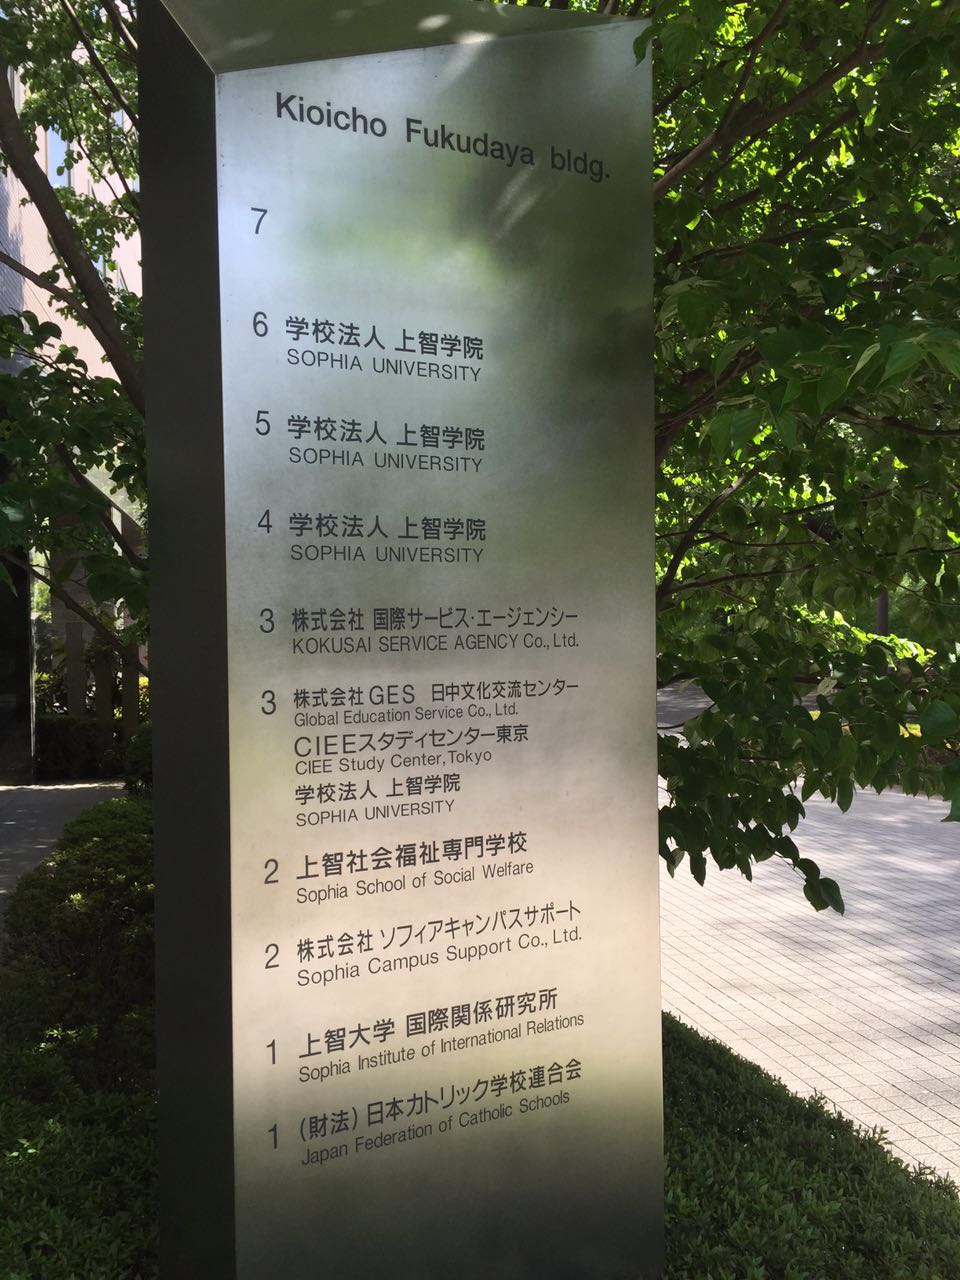 Kioicho Fukudaya bldg.
7
6 学校法人 上智学院
SOPHIA UNIVERSITY
5 学校法人 上智学院
SOPHIA UNIVERSITY
4 学校法人 上智学院
SOPHIA UNIVERSITY
3 株式会社 国際サービス・エージェンシー
KOKUSAI SERVICE AGENCY Co., Ltd.
3 株式会社 GES 日中文化交流センター
Global Education Service Co., Ltd.
CIEEスタディセンター東京
CIEE Study Center, Tokyo
学校法人 上智学院
SOPHIA UNIVERSITY
2 上智社会福祉専門学校
Sophia School of Social Welfare
2 株式会社 ソフィアキャンパスサポート
Sophia Campus Support Co., Ltd.
1 上智大学 国際関係研究所
Sophia Institute of International Relations
1 (財法) 日本カトリック学校連合会
Japan Federation of Catholic Schools